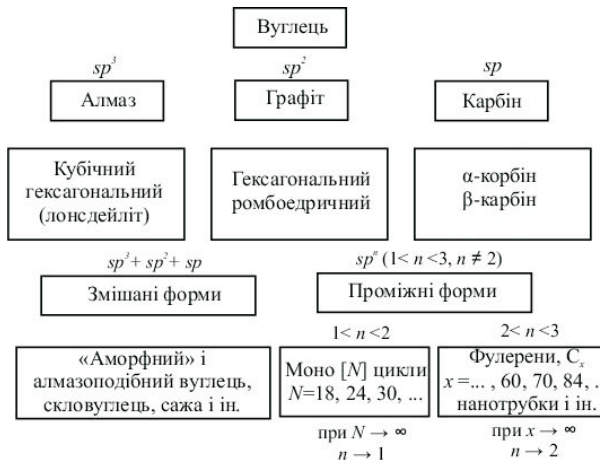 Вуглець
sp³ sp² sp
Алмаз Графіт Карбін
Кубічний
гексагональний
(лонсдейліт)
Гексагональний
ромбоедричний
α-корбін
β-карбін
sp³ + sp² + sp
Змішані форми
spⁿ (1< n <3, n ≠ 2)
Проміжні форми
«Аморфний» і
алмазоподібний вуглець,
скловуглець, сажа і ін.
1< n <2
Моно [N] цикли
N=18, 24, 30, ...
при N → ∞
n → 1
2< n <3
Фулерени, Cₓ
x =... , 60, 70, 84, .
нанотрубки і ін.
при x → ∞
n → 2